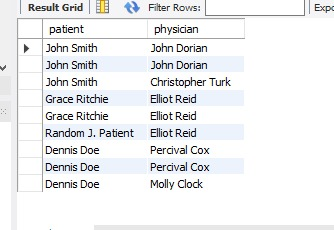 Result Grid Filter Rows: Expo
patient physician
John Smith John Dorian
John Smith John Dorian
John Smith Christopher Turk
Grace Ritchie Elliot Reid
Grace Ritchie Elliot Reid
Random J. Patient Elliot Reid
Dennis Doe Percival Cox
Dennis Doe Percival Cox
Dennis Doe Molly Clock